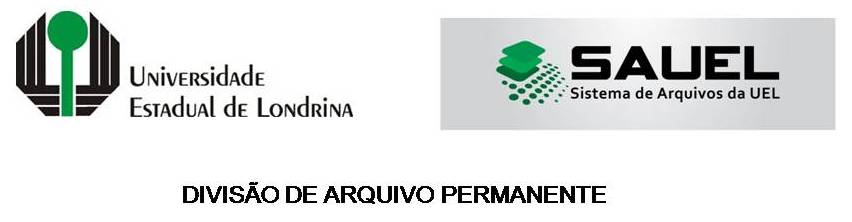 UNIVERSIDADE
ESTADUAL DE LONDRINA
SAUEL
Sistema de Arquivos da UEL
DIVISÃO DE ARQUIVO PERMANENTE